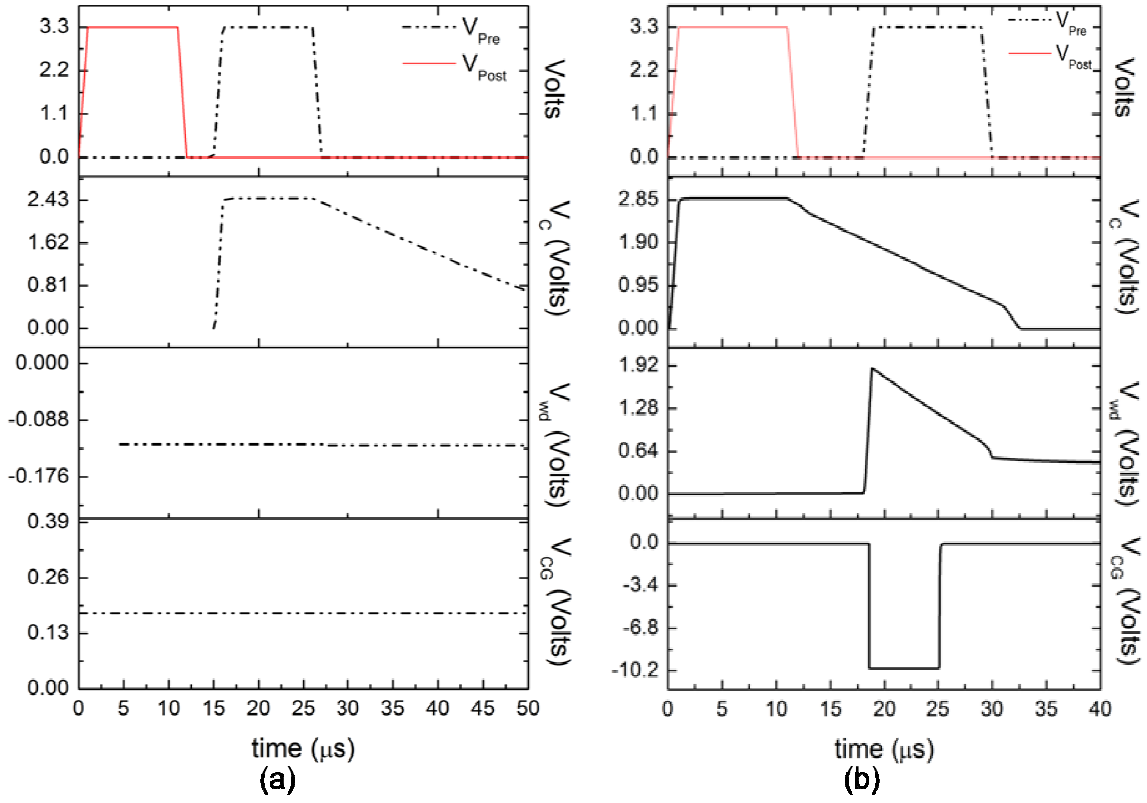 3.3
2.2
1.1
0.0
V_Pre
V_Post
Volts
2.43
1.62
0.81
0.00
V_C (Volts)
0.000
-0.088
-0.176
V_wd (Volts)
0.39
0.26
0.13
0.00
V_CG (Volts)
0 5 10 15 20 25 30 35 40 45 50
time (μs)
(a)
3.3
2.2
1.1
0.0
V_Pre
V_Post
Volts
2.85
1.90
0.95
0.00
V_C (Volts)
1.92
1.28
0.64
0.00
V_wd (Volts)
0.0
-3.4
-6.8
-10.2
V_CG (Volts)
0 5 10 15 20 25 30 35 40
time (μs)
(b)